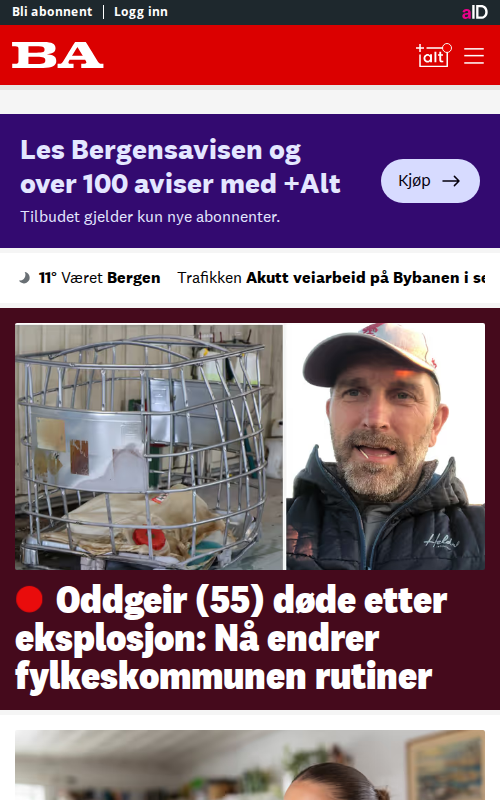 Bli abonnent | Logg inn
aID
BA
+alt
Les Bergensavisen og
over 100 aviser med +Alt
Tilbudet gjelder kun nye abonnenter.
Kjøp →
11° Været Bergen Trafikken Akutt veiarbeid på Bybanen i se
Oddgeir (55) døde etter
eksplosjon: Nå endrer
fylkeskommunen rutiner